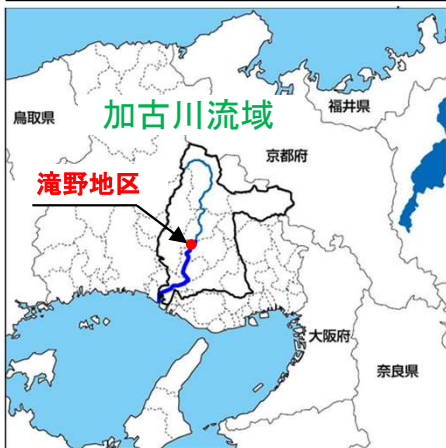 鳥取県
加古川流域
福井県
京都府
滝野地区
大阪府
奈良県